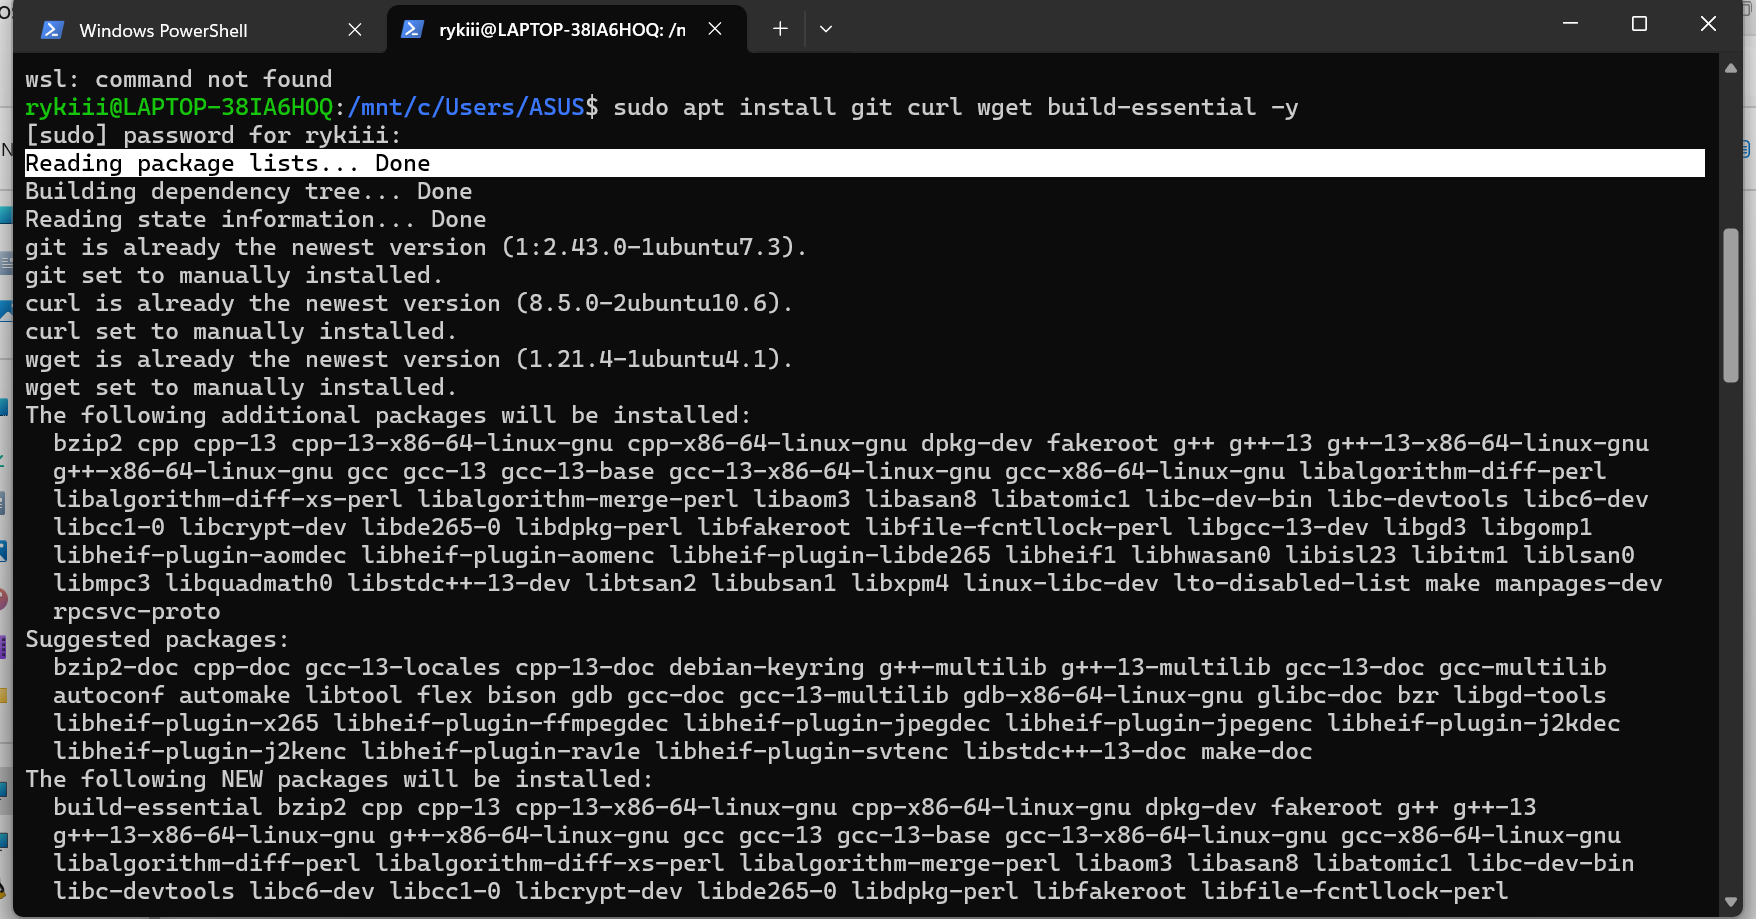 Windows PowerShell
rykiii@LAPTOP-38IA6HOQ: /n
wsl: command not found
rykiii@LAPTOP-38IA6HOQ:/mnt/c/Users/ASUS$ sudo apt install git curl wget build-essential -y
[sudo] password for rykiii:
Reading package lists... Done
Building dependency tree... Done
Reading state information... Done
git is already the newest version (1:2.43.0-1ubuntu7.3).
git set to manually installed.
curl is already the newest version (8.5.0-2ubuntu10.6).
curl set to manually installed.
wget is already the newest version (1.21.4-1ubuntu4.1).
wget set to manually installed.
The following additional packages will be installed:
bzip2 cpp cpp-13 cpp-13-x86-64-linux-gnu cpp-x86-64-linux-gnu dpkg-dev fakeroot g++ g++-13 g++-13-x86-64-linux-gnu
g++-x86-64-linux-gnu gcc gcc-13 gcc-13-base gcc-13-x86-64-linux-gnu gcc-x86-64-linux-gnu libalgorithm-diff-perl
libalgorithm-diff-xs-perl libalgorithm-merge-perl libaom3 libasan8 libatomic1 libc-dev-bin libc-devtools libc6-dev
libcc1-0 libcrypt-dev libde265-0 libdpkg-perl libfakeroot libfile-fcntllock-perl libgcc-13-dev libgd3 libgomp1
libheif-plugin-aomdec libheif-plugin-aomenc libheif-plugin-libde265 libheif1 libhwasan0 libisl23 libitm1 liblsan0
libmpc3 libquadmath0 libstdc++-13-dev libtsan2 libubsan1 libxpm4 linux-libc-dev lto-disabled-list make manpages-dev
rpcsvc-proto
Suggested packages:
bzip2-doc cpp-doc gcc-13-locales cpp-13-doc debian-keyring g++-multilib g++-13-multilib gcc-13-doc gcc-multilib
autoconf automake libtool flex bison gdb gcc-doc gcc-13-multilib gdb-x86-64-linux-gnu glibc-doc bzr libgd-tools
libheif-plugin-x265 libheif-plugin-ffmpegdec libheif-plugin-jpegdec libheif-plugin-jpegenc libheif-plugin-j2kdec
libheif-plugin-j2kenc libheif-plugin-rav1e libheif-plugin-svtenc libstdc++-13-doc make-doc
The following NEW packages will be installed:
build-essential bzip2 cpp cpp-13 cpp-13-x86-64-linux-gnu cpp-x86-64-linux-gnu dpkg-dev fakeroot g++ g++-13
g++-13-x86-64-linux-gnu g++-x86-64-linux-gnu gcc gcc-13 gcc-13-base gcc-13-x86-64-linux-gnu gcc-x86-64-linux-gnu
libalgorithm-diff-perl libalgorithm-diff-xs-perl libalgorithm-merge-perl libaom3 libasan8 libatomic1 libc-dev-bin
libc-devtools libc6-dev libcc1-0 libcrypt-dev libde265-0 libdpkg-perl libfakeroot libfile-fcntllock-perl